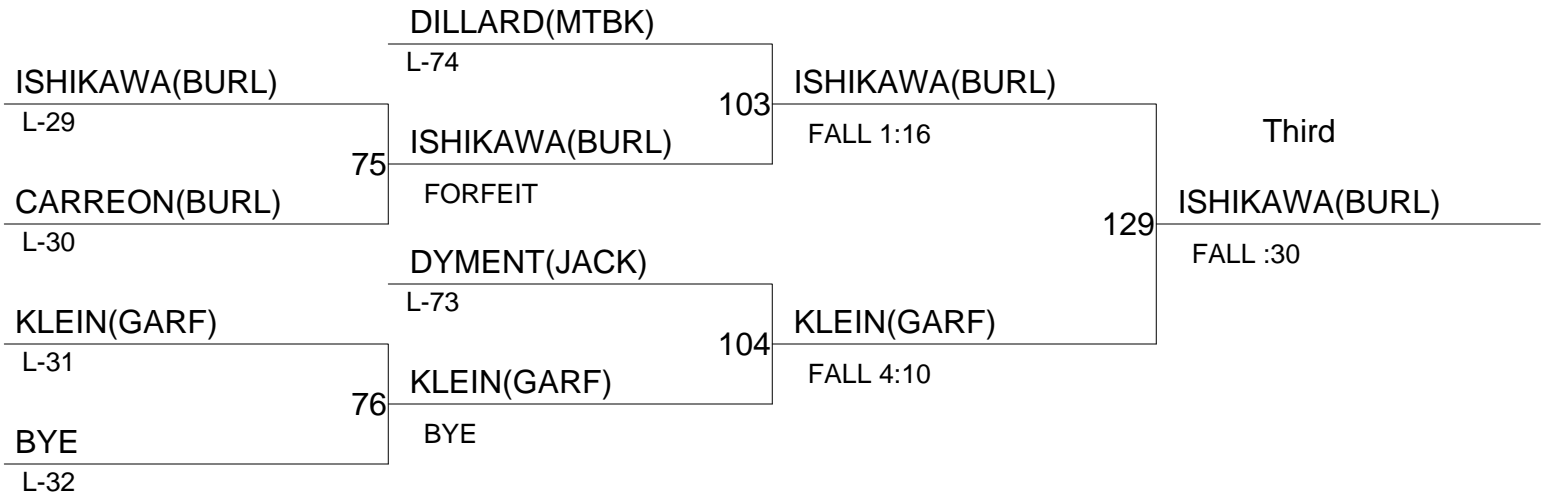 DILLARD(MTBK)
L-74
ISHIKAWA(BURL)
L-29
103
ISHIKAWA(BURL)
FALL 1:16
75
ISHIKAWA(BURL)
FORFEIT
Third
CARREON(BURL)
L-30
129
ISHIKAWA(BURL)
FALL :30
DYMENT(JACK)
L-73
KLEIN(GARF)
L-31
104
KLEIN(GARF)
FALL 4:10
76
KLEIN(GARF)
BYE
BYE
L-32